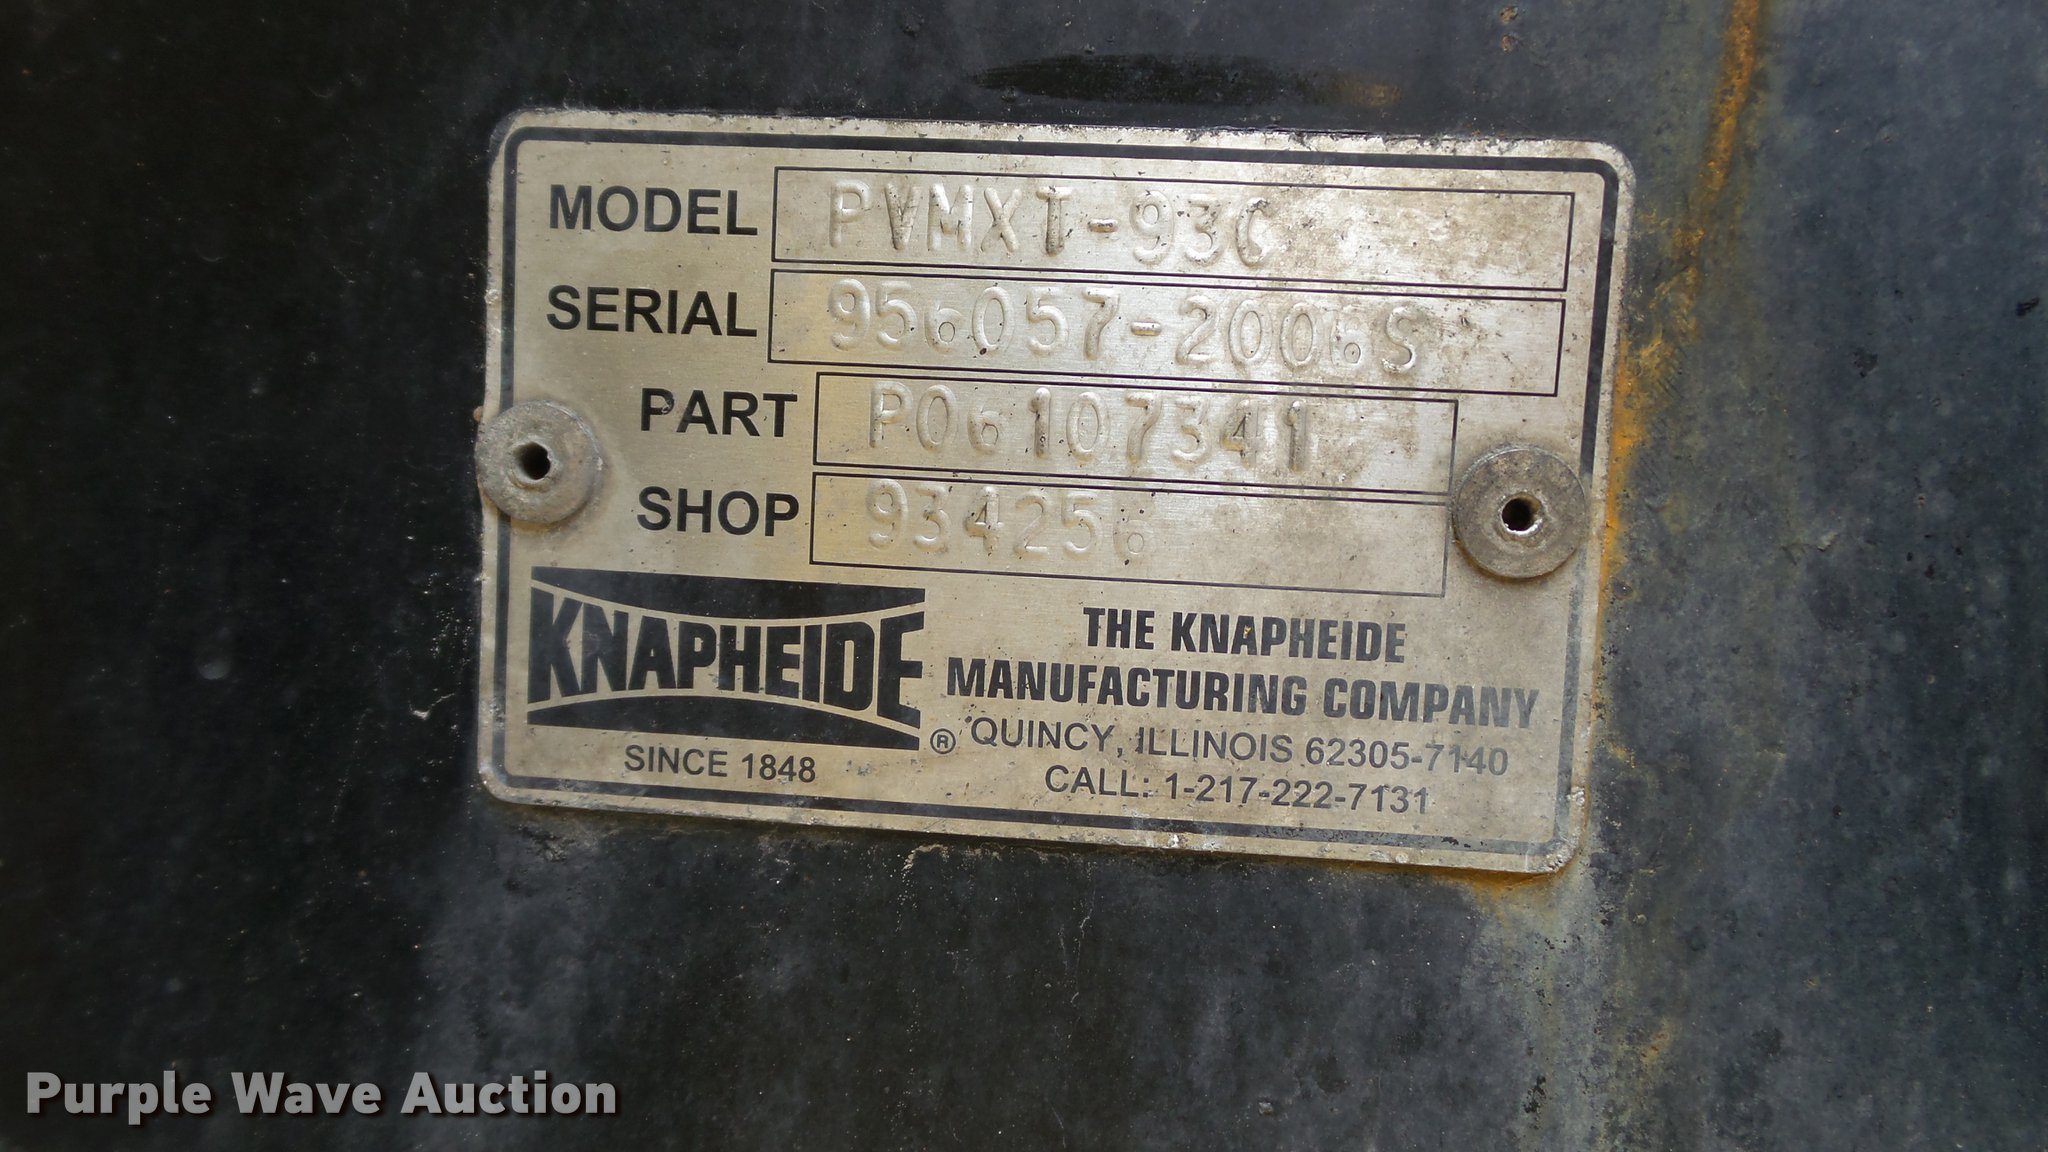 MODEL PVMXT-93C
SERIAL 956057-2006S
PART P06107341
SHOP 934256
KNAPHEIDE
®
SINCE 1848
THE KNAPHEIDE
MANUFACTURING COMPANY
QUINCY, ILLINOIS 62305-7140
CALL: 1-217-222-7131
Purple Wave Auction